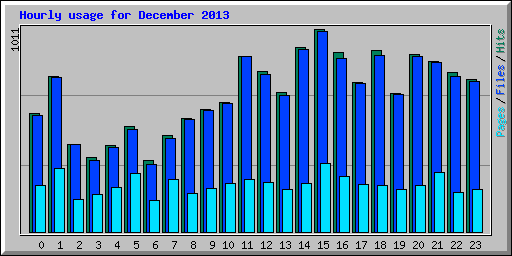 Hourly usage for December 2013
1011
Pages/Files/Hits
0 1 2 3 4 5 6 7 8 9 10 11 12 13 14 15 16 17 18 19 20 21 22 23